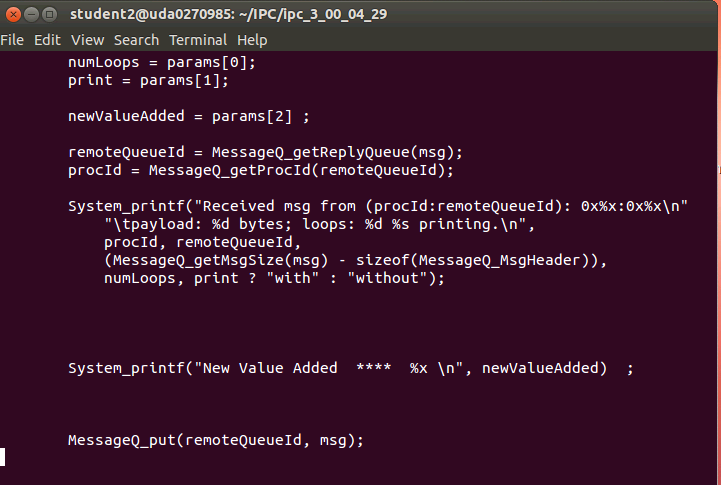 student2@uda0270985: ~/IPC/ipc_3_00_04_29
File Edit View Search Terminal Help
numLoops = params[0];
print = params[1];
newValueAdded = params[2] ;
remoteQueueId = MessageQ_getReplyQueue(msg);
procId = MessageQ_getProcId(remoteQueueId);
System_printf("Received msg from (procId:remoteQueueId): 0x%x:0x%x\n"
"\tpayload: %d bytes; loops: %d %s printing.\n",
procId, remoteQueueId,
(MessageQ_getMsgSize(msg) - sizeof(MessageQ_MsgHeader)),
numLoops, print ? "with" : "without");
System_printf("New Value Added  ****  %x \n", newValueAdded)  ;
MessageQ_put(remoteQueueId, msg);